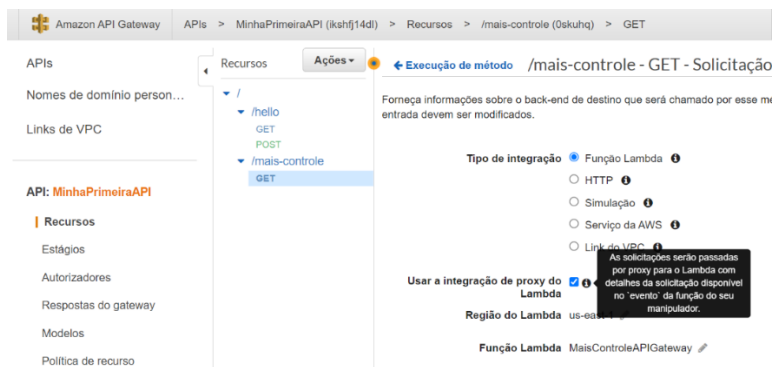 Amazon API Gateway APIs > MinhaPrimeiraAPI (ikshfj14dl) > Recursos > /mais-controle (0skuhq) > GET
APIs
Nomes de domínio person...
Links de VPC
API: MinhaPrimeiraAPI
Recursos
Estágios
Autorizadores
Respostas do gateway
Modelos
Política de recurso
Recursos
Ações
/
/hello
GET
POST
/mais-controle
GET
Execução de método /mais-controle - GET - Solicitação
Forneça informações sobre o back-end de destino que será chamado por esse mé
entrada devem ser modificados.
Tipo de integração
Função Lambda
HTTP
Simulação
Serviço da AWS
Link do VPC
As solicitações serão passadas
por proxy para o Lambda com
detalhes da solicitação disponível
no `evento` da função do seu
manipulador.
Usar a integração de proxy do
Lambda
Região do Lambda us-east-1
Função Lambda MaisControleAPIGateway